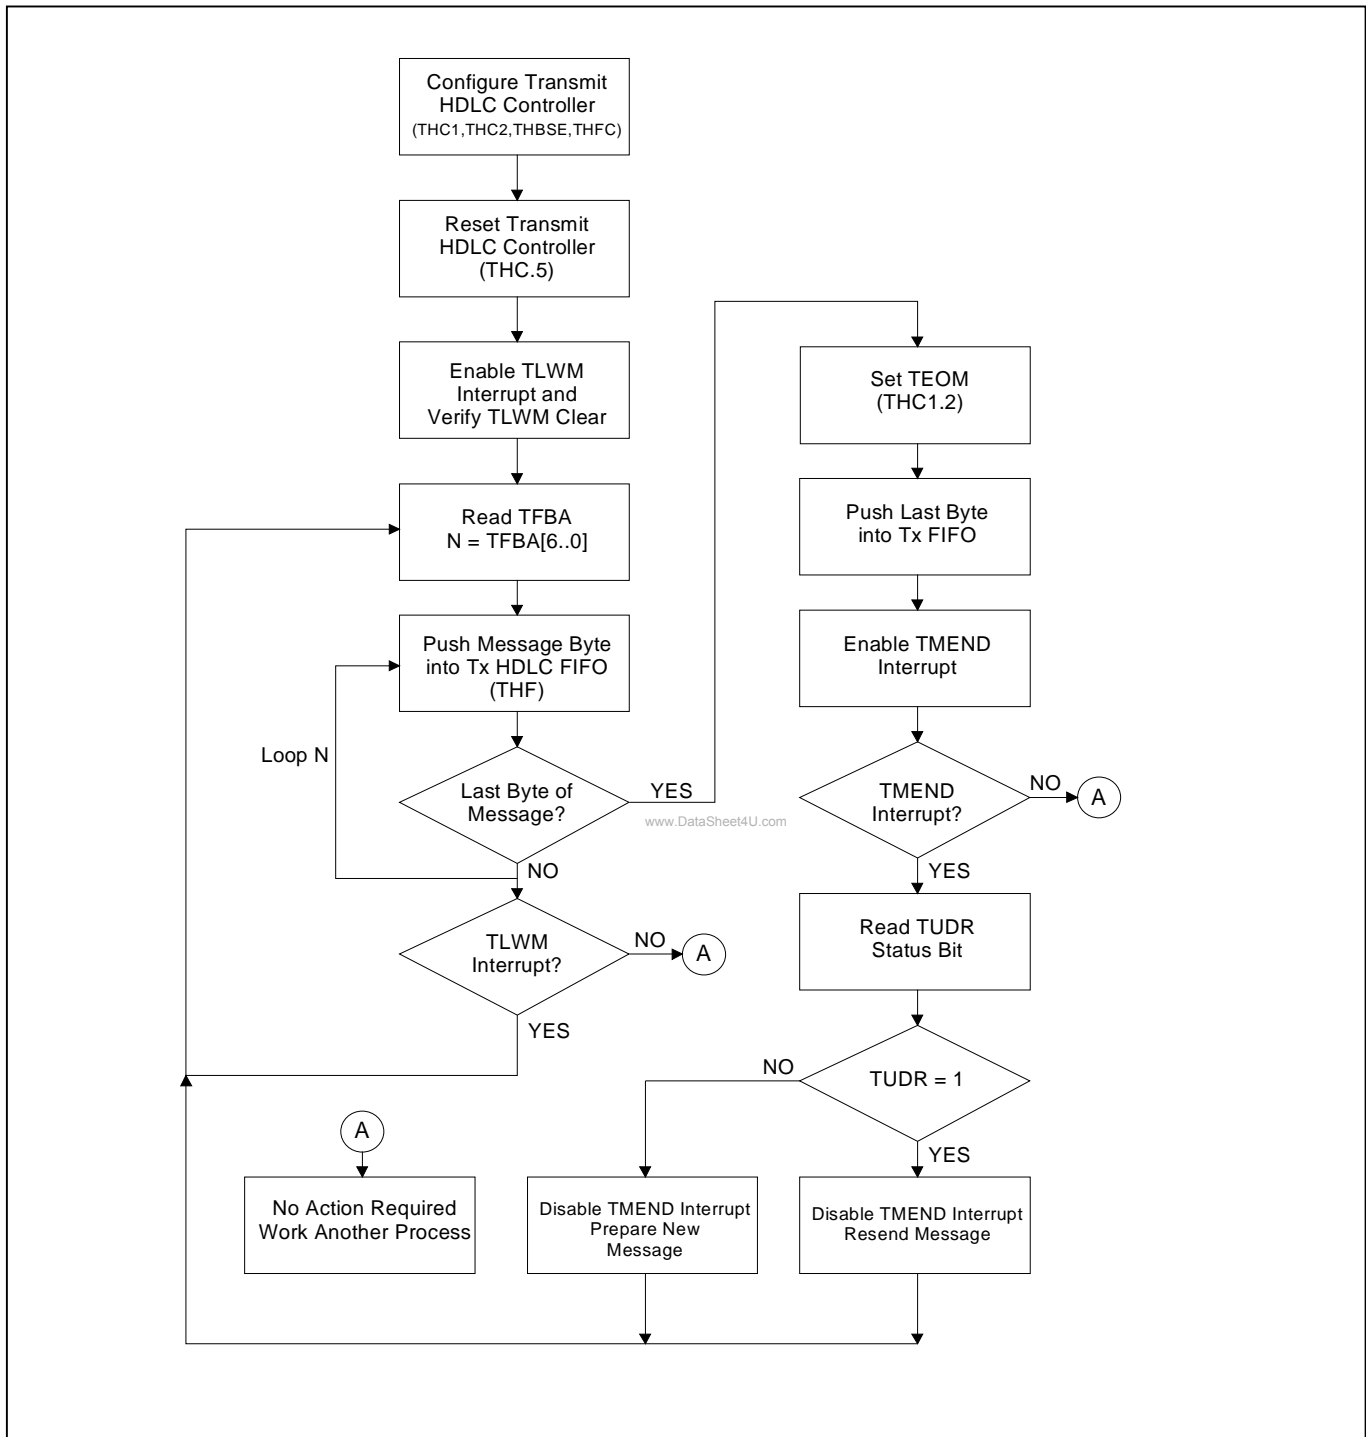 Configure Transmit
HDLC Controller
(THC1,THC2,THBSE,THFC)
Reset Transmit
HDLC Controller
(THC.5)
Enable TLWM
Interrupt and
Verify TLWM Clear
Read TFBA
N = TFBA[6..0]
Push Message Byte
into Tx HDLC FIFO
(THF)
Loop N
Last Byte of
Message?
YES
NO
TLWM
Interrupt?
NO
A
YES
Set TEOM
(THC1.2)
Push Last Byte
into Tx FIFO
Enable TMEND
Interrupt
TMEND
Interrupt?
NO
A
YES
www.DataSheet4U.com
Read TUDR
Status Bit
TUDR = 1
NO
YES
A
No Action Required
Work Another Process
Disable TMEND Interrupt
Prepare New
Message
Disable TMEND Interrupt
Resend Message